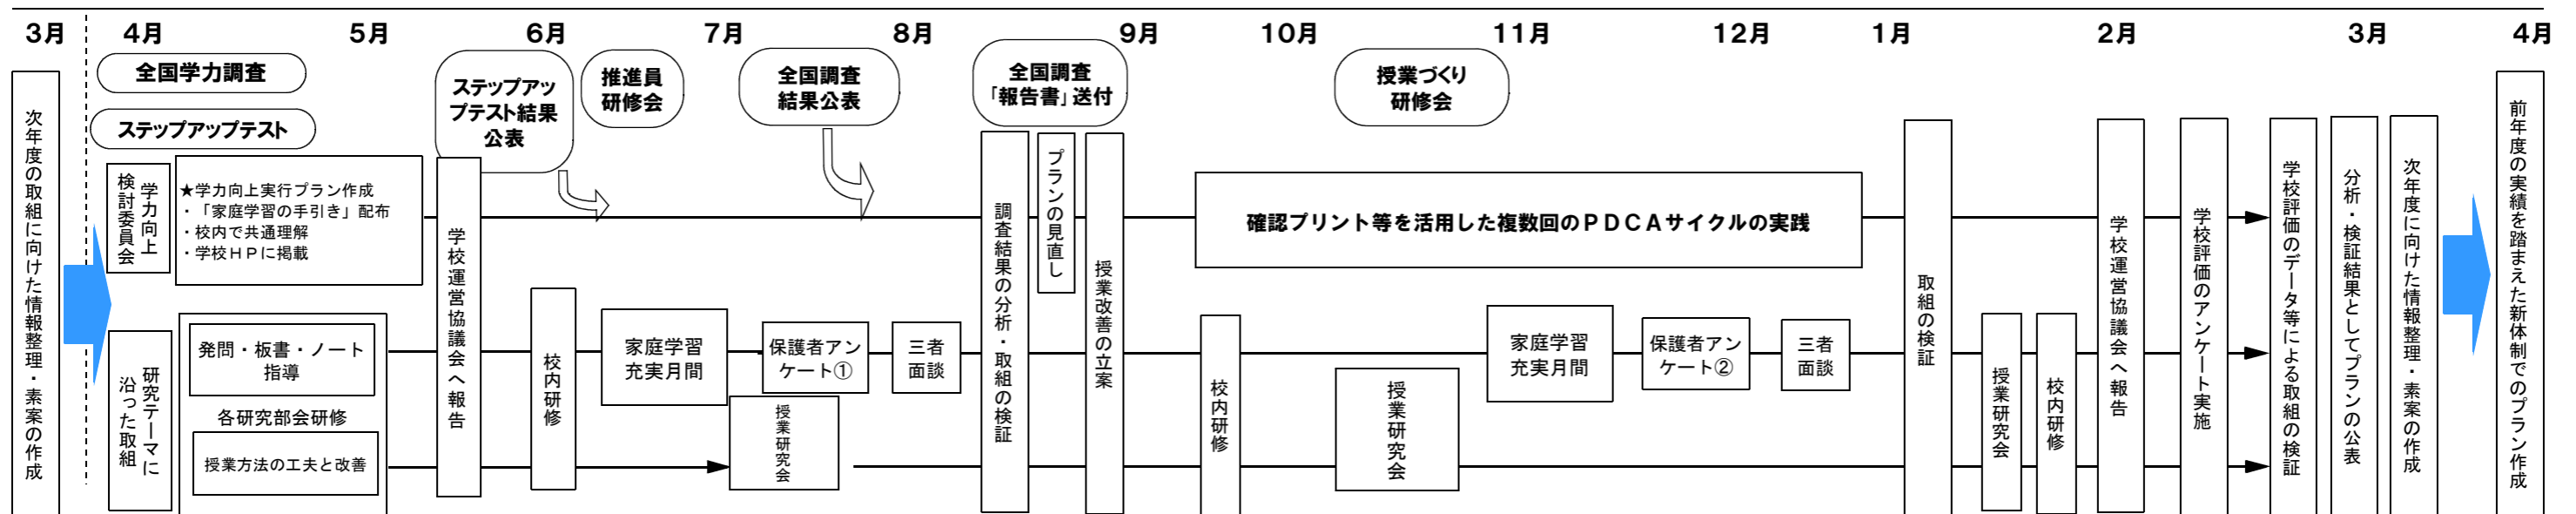 3月
4月
5月
6月
7月
8月
9月
10月
11月
12月
1月
2月
3月
4月
全国学力調査
ステップアップテスト
ステップアッ
プテスト結果
公表
推進員
研修会
全国調査
結果公表
全国調査
「報告書」送付
授業づくり
研修会
次年度の取組に向けた情報整理・素案の作成
学力向上
検討委員会
★学力向上実行プラン作成
・「家庭学習の手引き」配布
・校内で共通理解
・学校HPに掲載
研究テーマに
沿った取組
発問・板書・ノート
指導
各研究部会研修
授業方法の工夫と改善
学校運営協議会へ報告
校内研修
家庭学習
充実月間
保護者アン
ケート①
三者
面談
授業研究会
調査結果の分析・取組の検証
プランの見直し
授業改善の立案
確認プリント等を活用した複数回のPDCAサイクルの実践
校内研修
授業研究会
家庭学習
充実月間
保護者アン
ケート②
三者
面談
取組の検証
授業研究会
校内研修
学校運営協議会へ報告
学校評価のアンケート実施
学校評価のデータ等による取組の検証
分析・検証結果としてプランの公表
次年度に向けた情報整理・素案の作成
前年度の実績を踏まえた新体制でのプラン作成